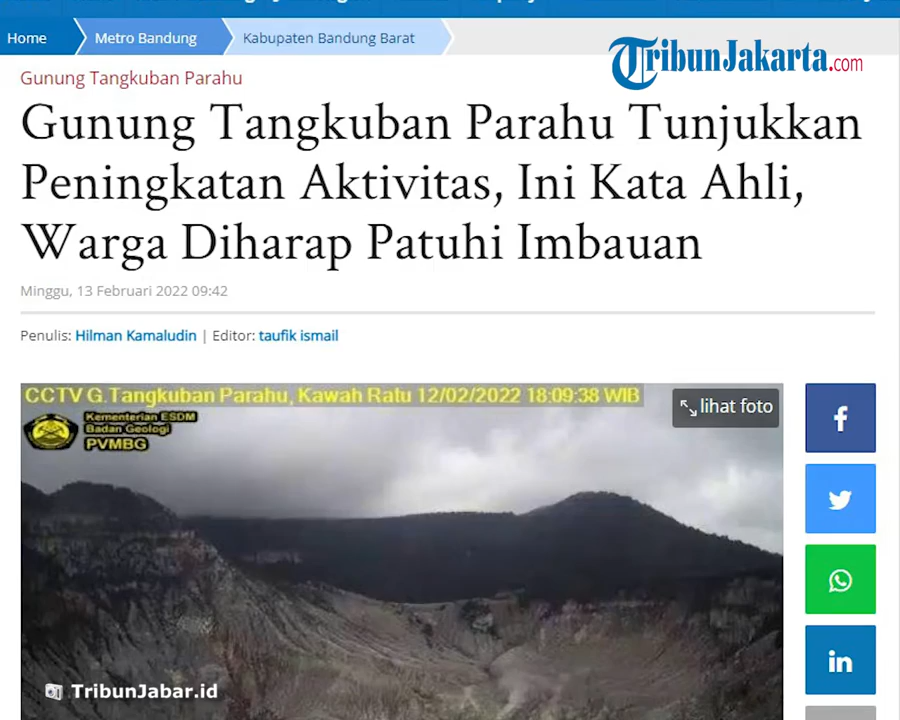 Home
Metro Bandung
Kabupaten Bandung Barat
TribunJakarta.com
Gunung Tangkuban Parahu
Gunung Tangkuban Parahu Tunjukkan
Peningkatan Aktivitas, Ini Kata Ahli,
Warga Diharap Patuhi Imbauan
Minggu, 13 Februari 2022 09:42
Penulis: Hilman Kamaludin | Editor: taufik ismail
CCTV G.Tangkuban Parahu, Kawah Ratu 12/02/2022 18:09:38 WIB
lihat foto
Kementerian ESDM
Badan Geologi
PVMBG
TribunJabar.id